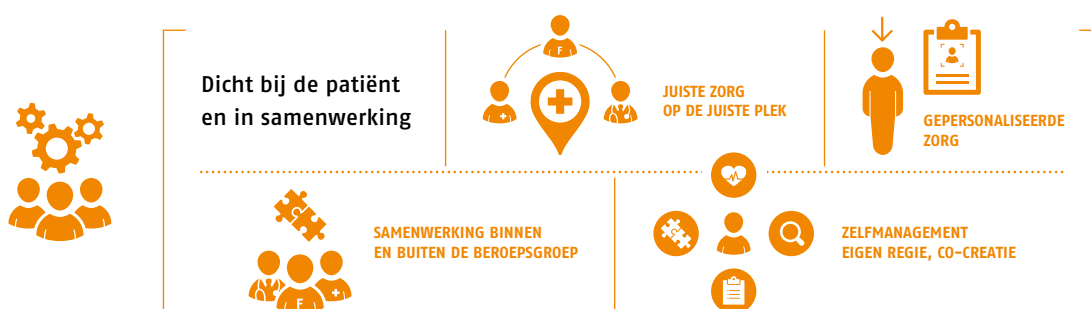 Dicht bij de patiënt
en in samenwerking
F
JUISTE ZORG
OP DE JUISTE PLEK
GEPERSONALISEERDE
ZORG
F
SAMENWERKING BINNEN
EN BUITEN DE BEROEPSGROEP
ZELFMANAGEMENT
EIGEN REGIE, CO-CREATIE